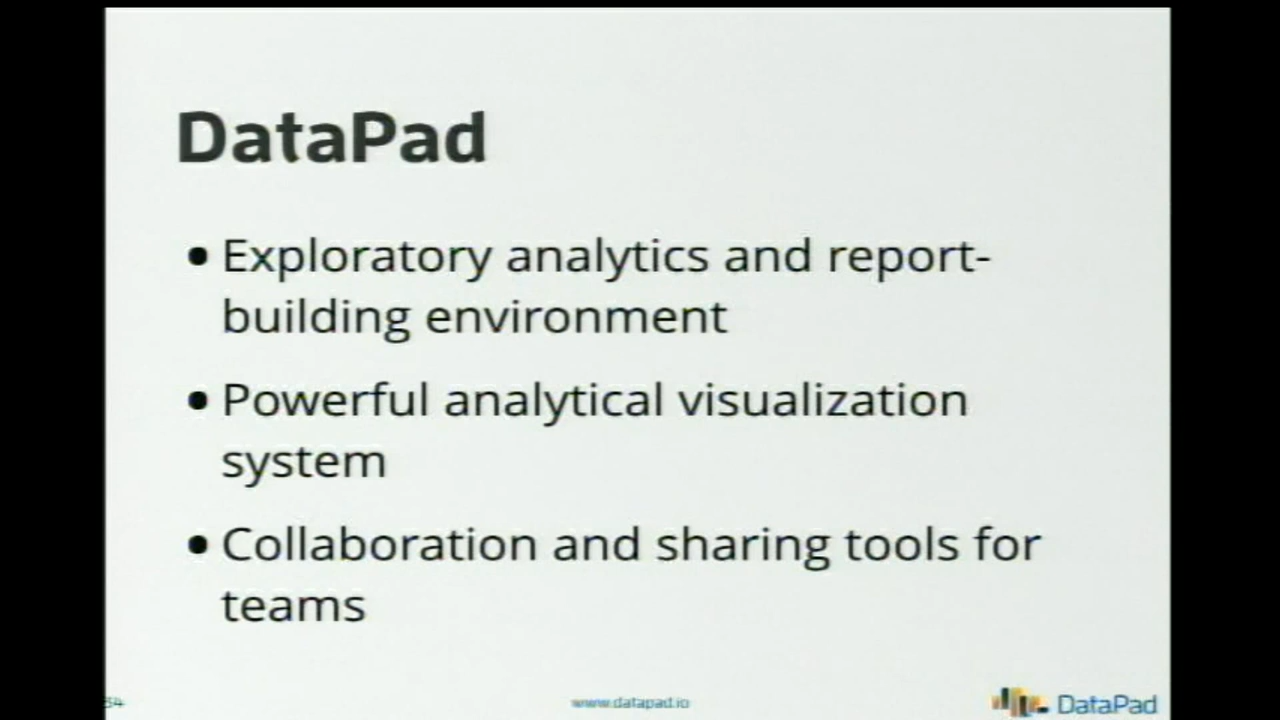 DataPad
• Exploratory analytics and report-
building environment
• Powerful analytical visualization
system
• Collaboration and sharing tools for
teams
34
www.datapad.io
DataPad